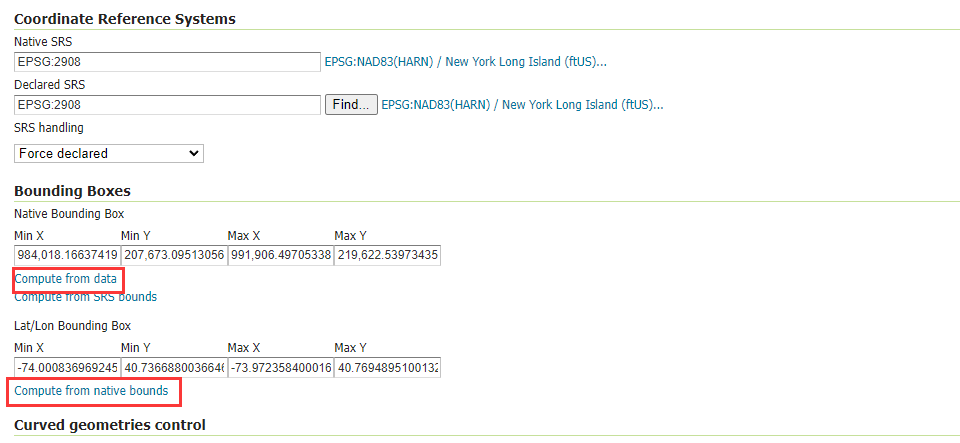 Coordinate Reference Systems
Native SRS
EPSG:2908 EPSG:NAD83(HARN) / New York Long Island (ftUS)...
Declared SRS
EPSG:2908 Find... EPSG:NAD83(HARN) / New York Long Island (ftUS)...
SRS handling
Force declared
Bounding Boxes
Native Bounding Box
Min X Min Y Max X Max Y
984,018.16637419 207,673.09513056 991,906.49705338 219,622.53973435
Compute from data
Compute from SRS bounds
Lat/Lon Bounding Box
Min X Min Y Max X Max Y
-74.000836969245 40.7366880036646 -73.972358400016 40.7694895100132
Compute from native bounds
Curved geometries control